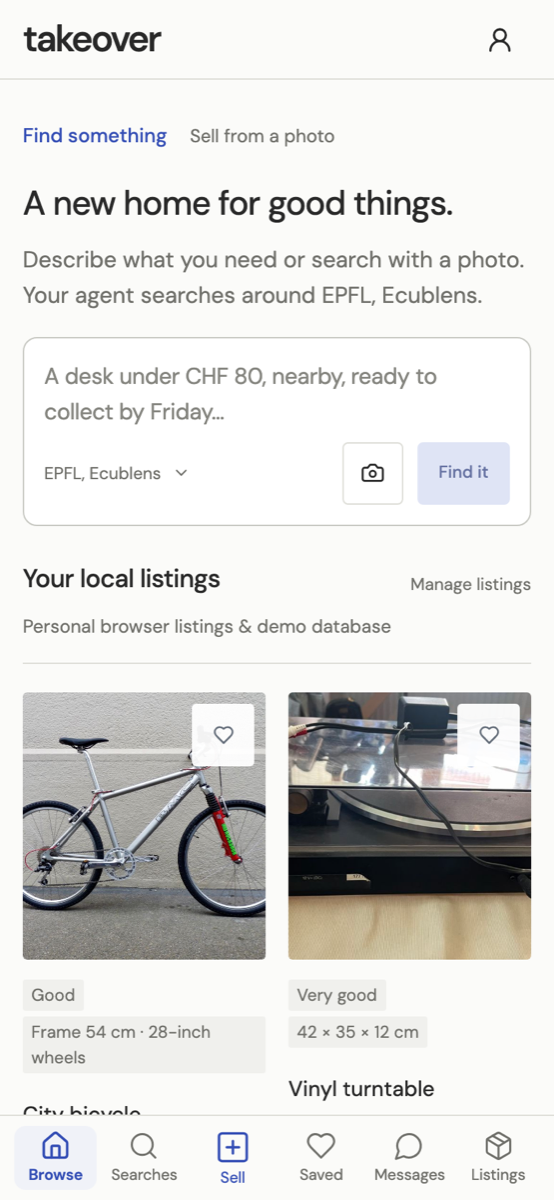 takeover
Find something
Sell from a photo
A new home for good things.
Describe what you need or search with a photo.
Your agent searches around EPFL, Ecublens.
A desk under CHF 80, nearby, ready to
collect by Friday...
EPFL, Ecublens
Find it
Your local listings
Manage listings
Personal browser listings & demo database
Good
Frame 54 cm · 28-inch
wheels
City bicycle
Very good
42 × 35 × 12 cm
Vinyl turntable
Browse
Searches
Sell
Saved
Messages
Listings